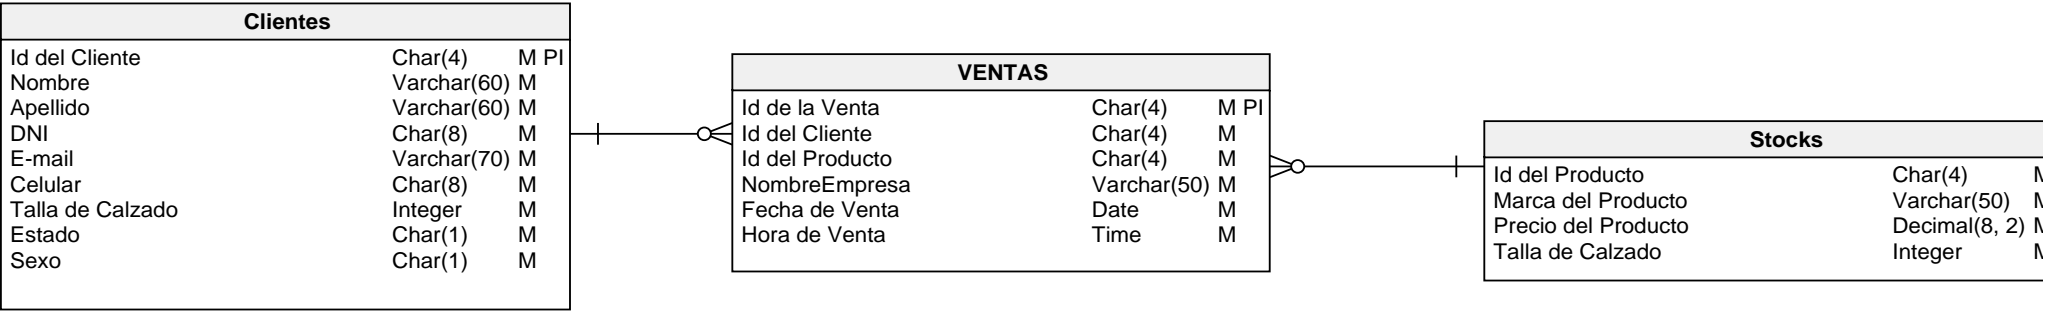 Clientes
Id del Cliente Char(4) M PI
Nombre Varchar(60) M
Apellido Varchar(60) M
DNI Char(8) M
E-mail Varchar(70) M
Celular Char(8) M
Talla de Calzado Integer M
Estado Char(1) M
Sexo Char(1) M
VENTAS
Id de la Venta Char(4) M PI
Id del Cliente Char(4) M
Id del Producto Char(4) M
NombreEmpresa Varchar(50) M
Fecha de Venta Date M
Hora de Venta Time M
Stocks
Id del Producto Char(4)
Marca del Producto Varchar(50)
Precio del Producto Decimal(8, 2)
Talla de Calzado Integer